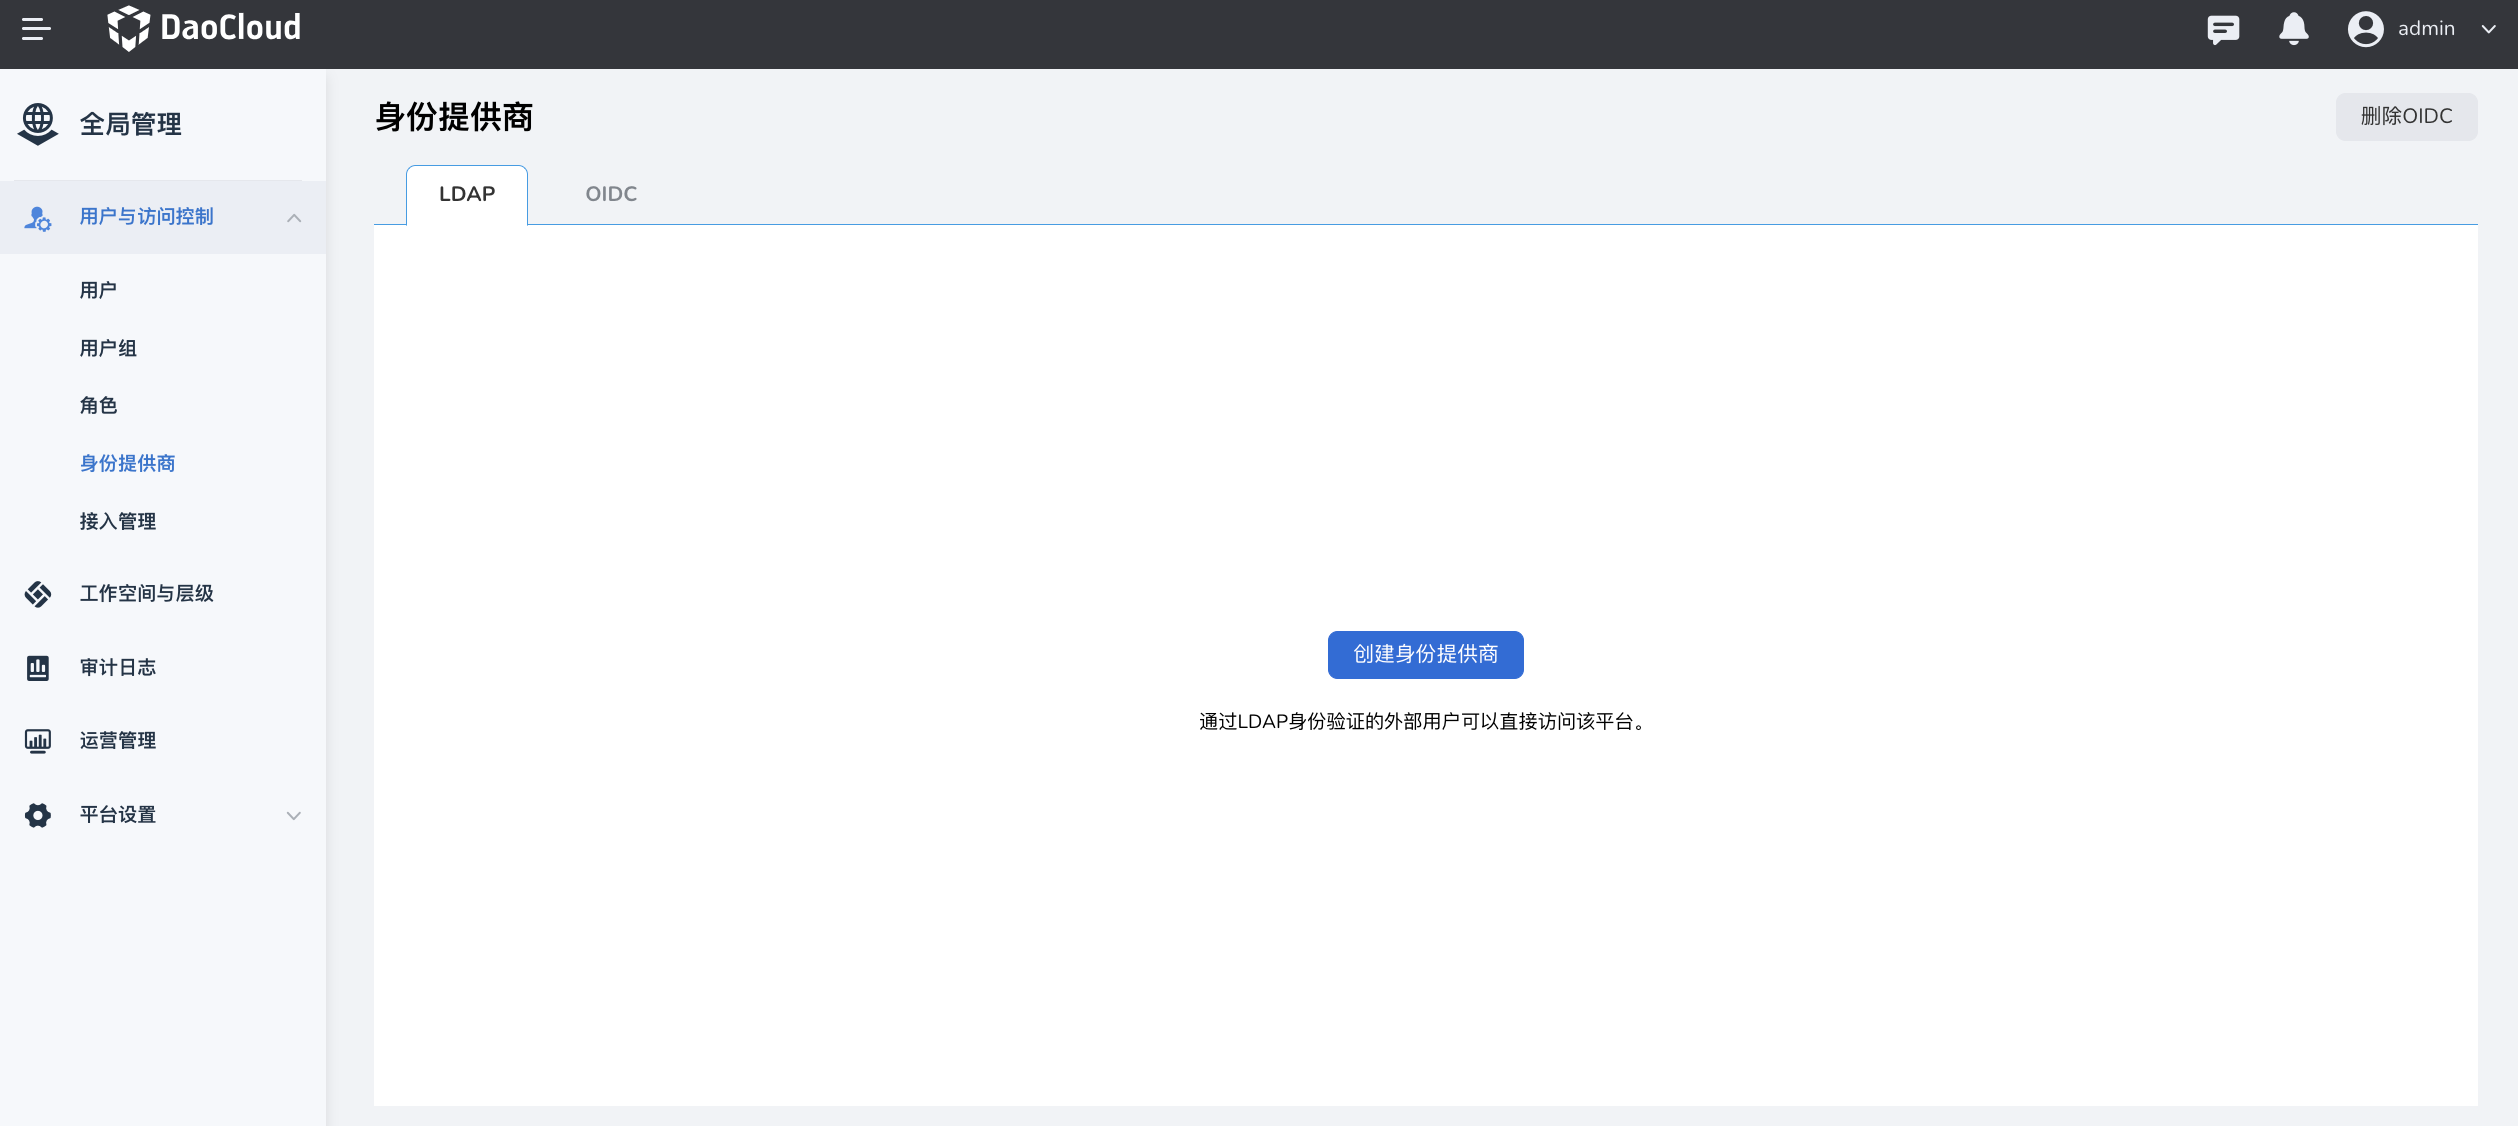 DaoCloud
admin
全局管理
用户与访问控制
用户
用户组
角色
身份提供商
接入管理
工作空间与层级
审计日志
运营管理
平台设置
身份提供商
删除OIDC
LDAP
OIDC
创建身份提供商
通过LDAP身份验证的外部用户可以直接访问该平台。